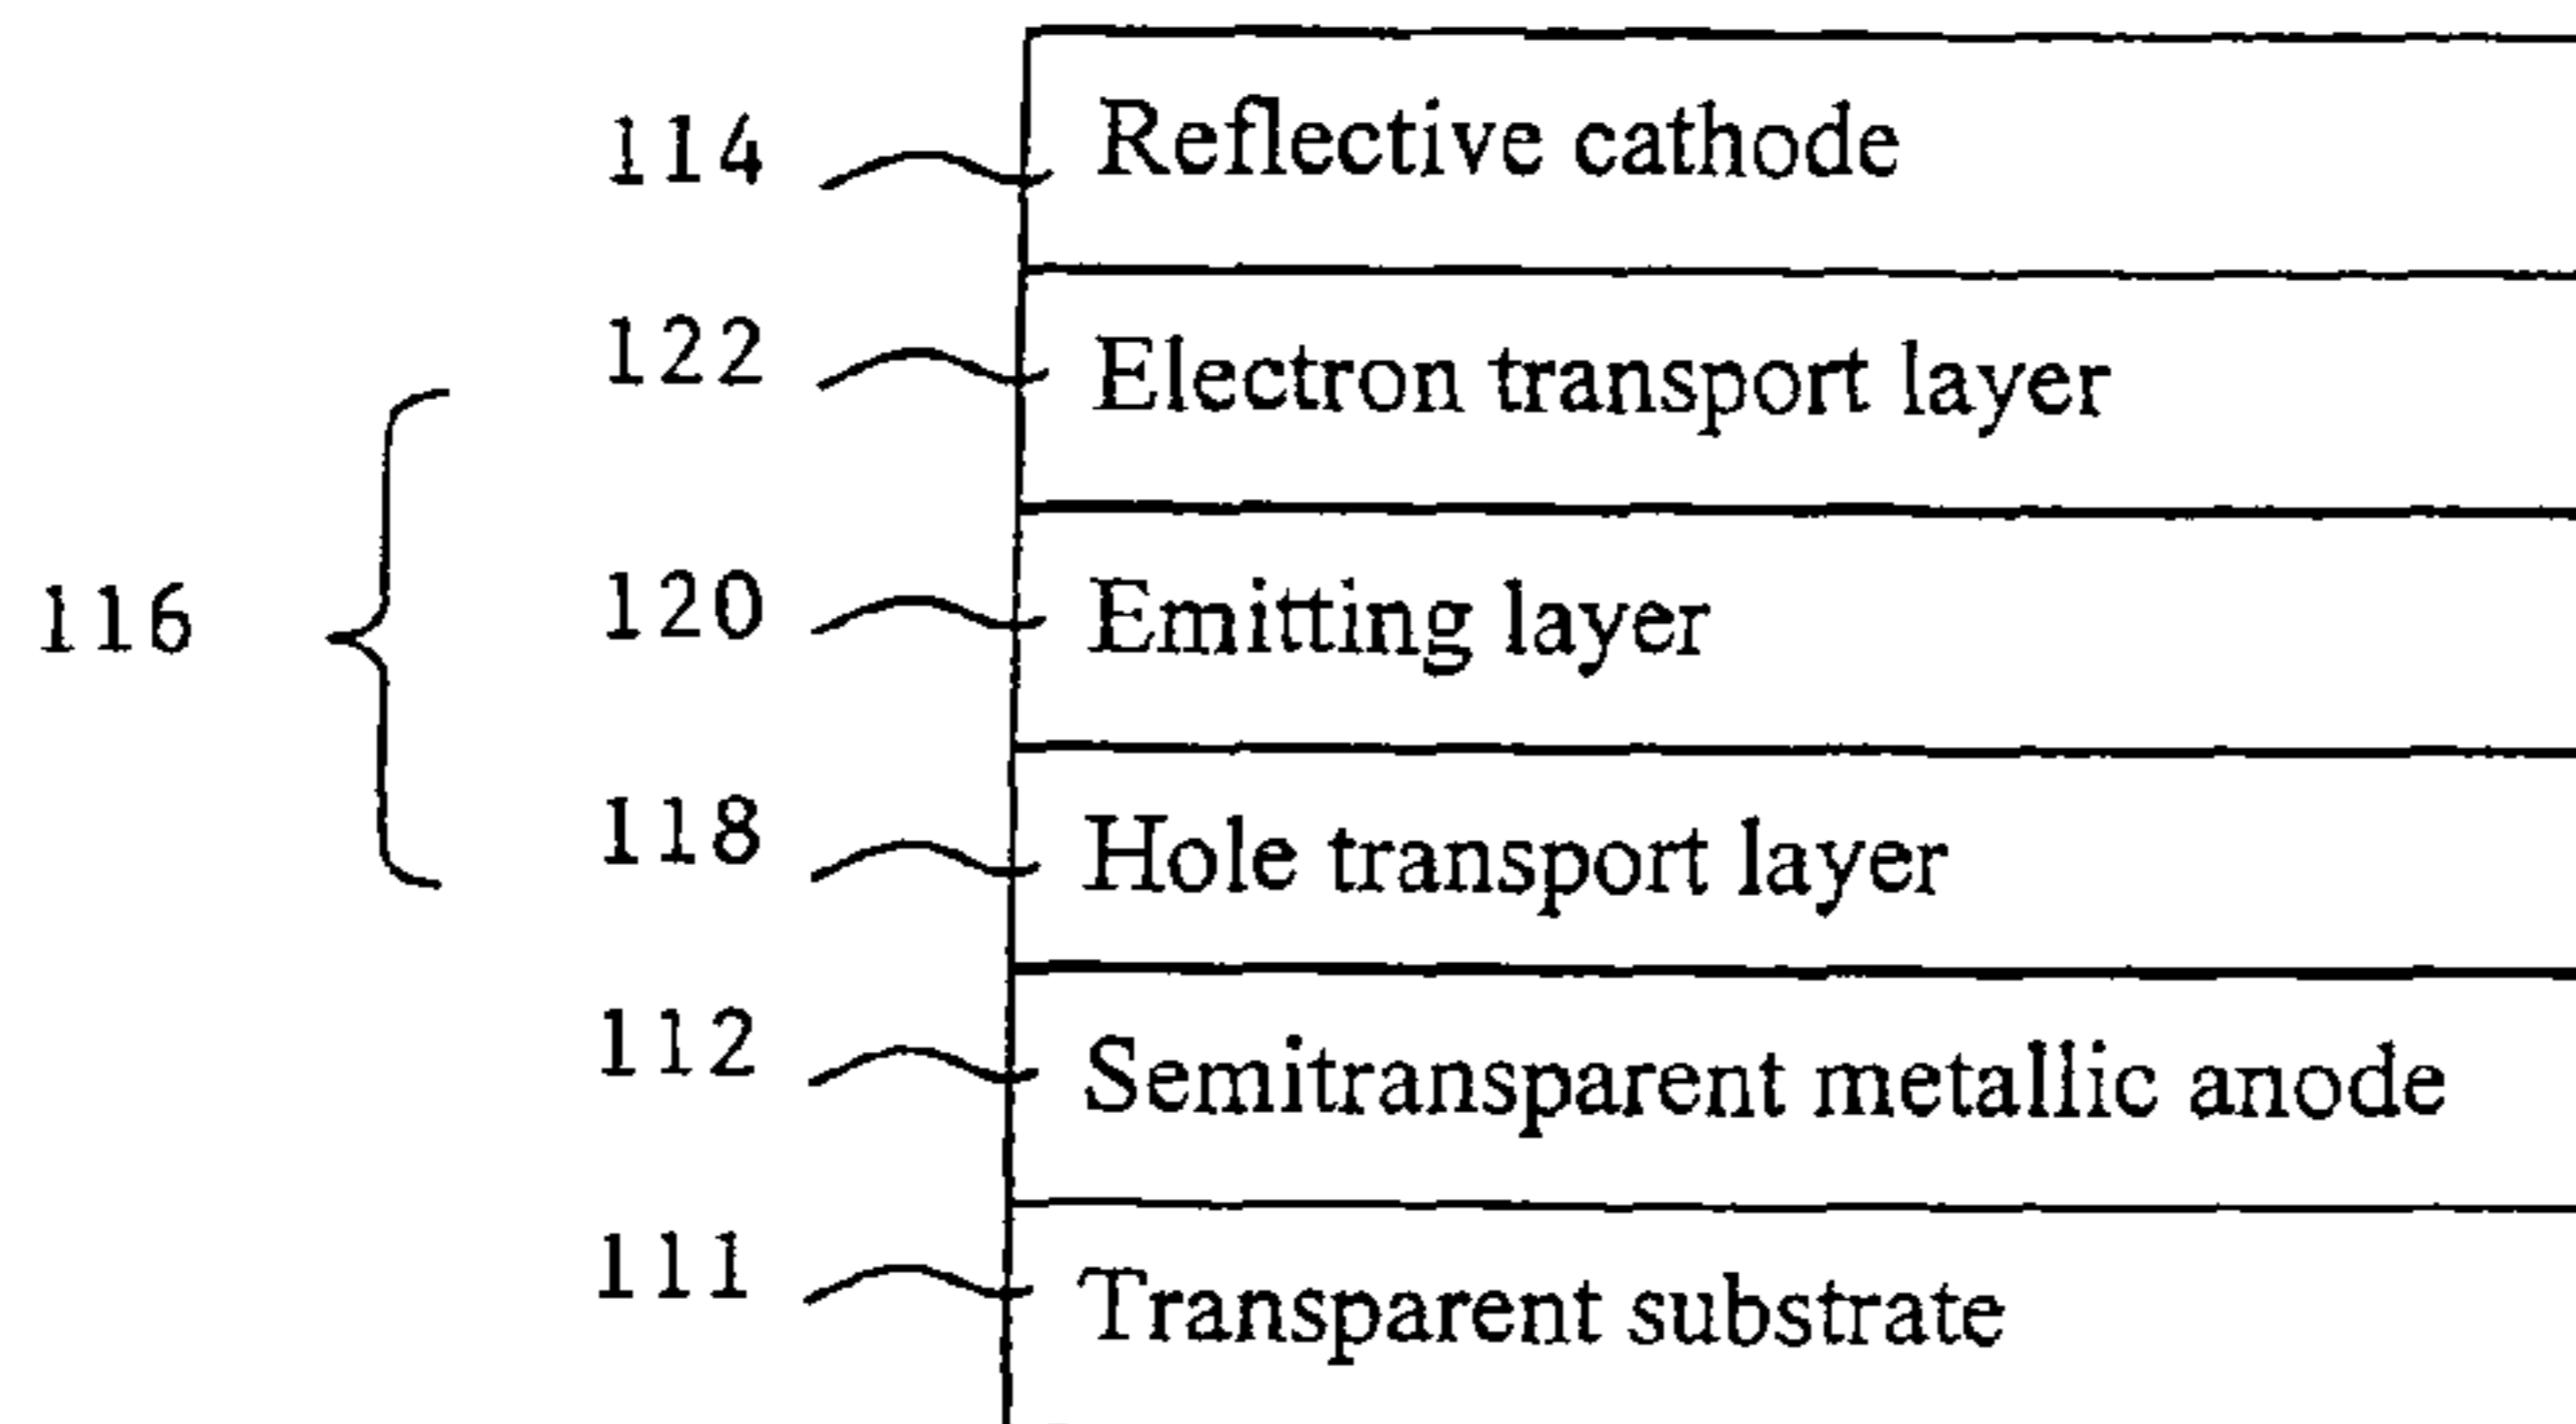 114 Reflective cathode
122 Electron transport layer
116
120 Emitting layer
118 Hole transport layer
112 Semitransparent metallic anode
111 Transparent substrate